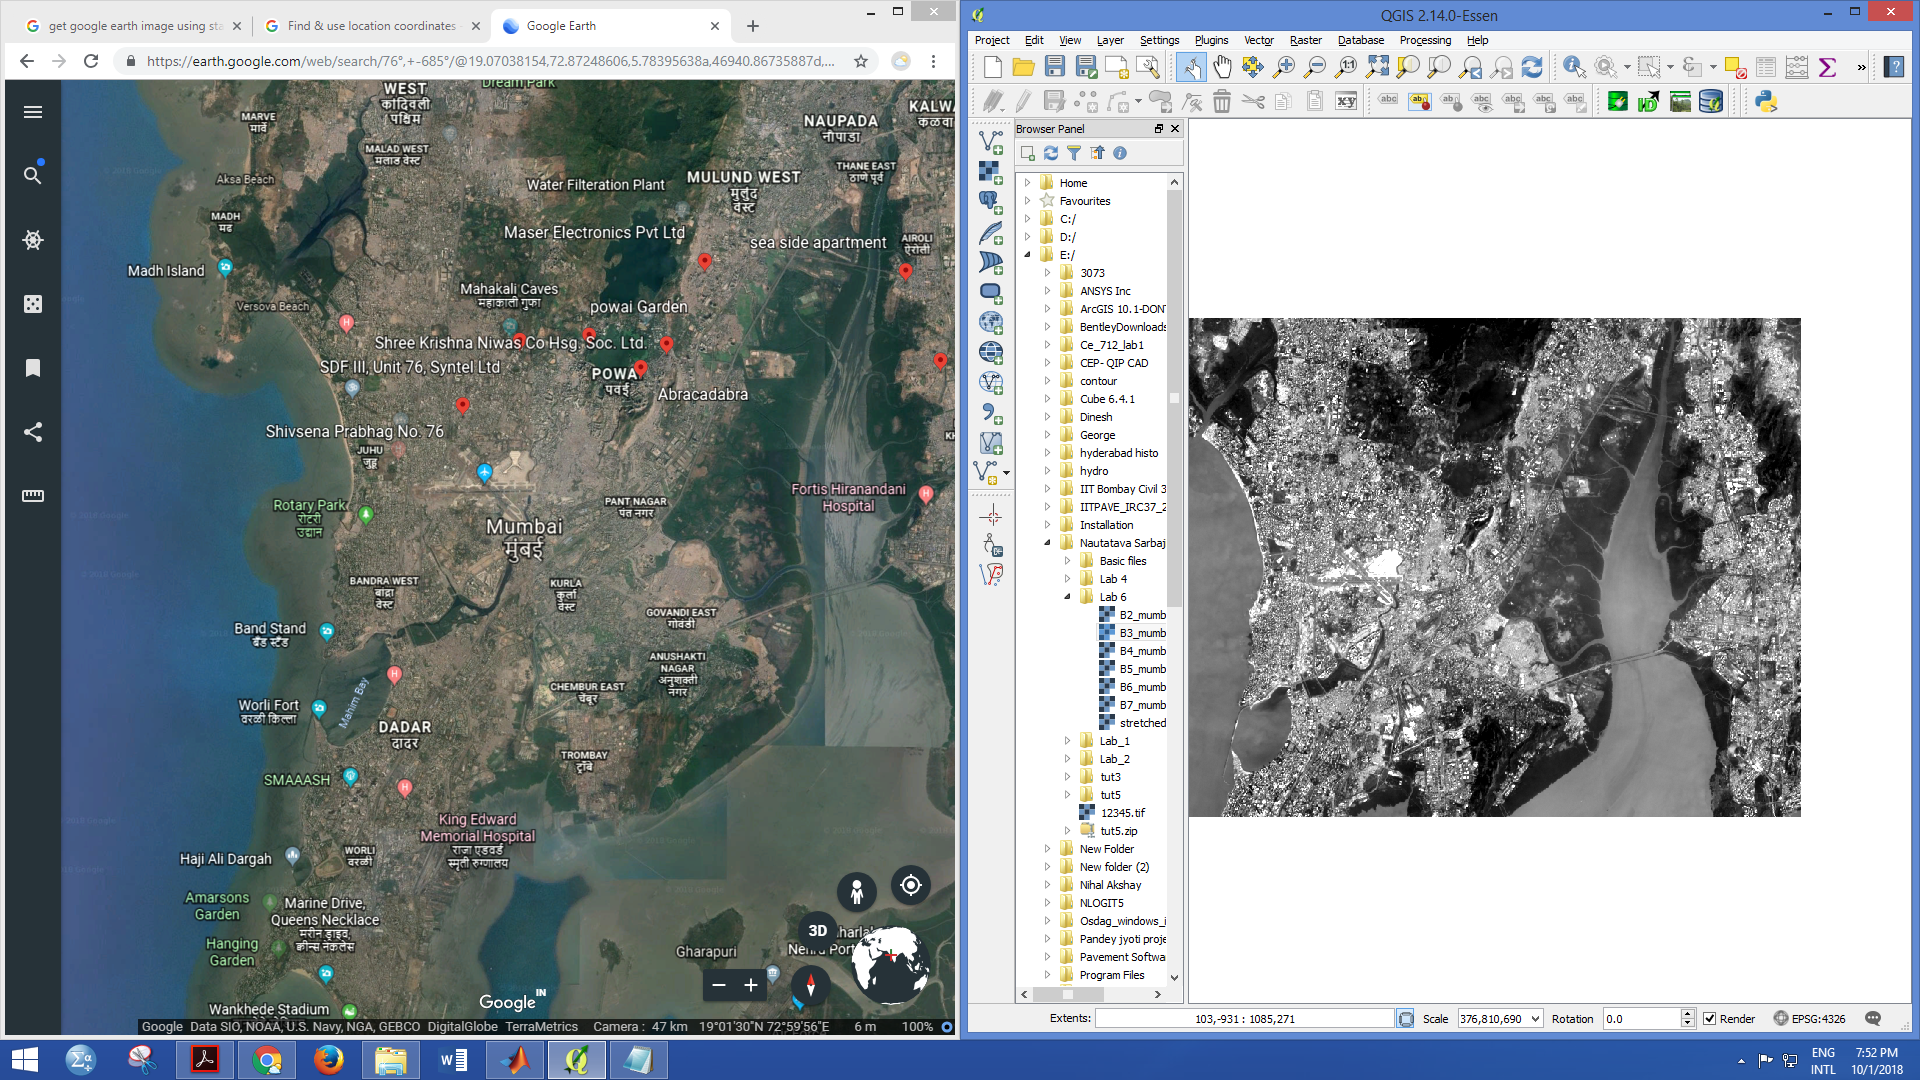 get google earth image using sta
Find & use location coordinates
Google Earth
https://earth.google.com/web/search/76°,+-685°/@19.07038154,72.87248606,5.78395638a,46940.86735887d,...
Dream Park
WEST
कांदिवली
पश्चिम
KALWA
कळवा
MARVE
मार्वे
NAUPADA
नौपाडा
MALAD WEST
मलाड वेस्ट
THANE EAST
ठाणे पूर्व
Aksa Beach
Water Filteration Plant
MULUND WEST
मुलुंड
वेस्ट
MADH
मढ
Maser Electronics Pvt Ltd
sea side apartment
AIROLI
ऐरोली
Madh Island
Mahakali Caves
महाकाली गुफा
Versova Beach
powai Garden
Shree Krishna Niwas Co Hsg. Soc. Ltd.
SDF III, Unit 76, Syntel Ltd
POWAI
पवई
Abracadabra
Shivsena Prabhag No. 76
JUHU
जुहू
Rotary Park
रोटरी
उद्यान
PANT NAGAR
पंत नगर
Fortis Hiranandani
Hospital
Mumbai
मुंबई
BANDRA WEST
बांद्रा
वेस्ट
KURLA
कुर्ला
वेस्ट
GOVANDI EAST
गोवंडी
Band Stand
बँड स्टँड
ANUSHAKTI
NAGAR
अनुशक्ती
नगर
CHEMBUR EAST
चेंबूर
Worli Fort
वरळी किल्ला
Mahim Bay
DADAR
दादर
TROMBAY
ट्रॉंबे
SMAAASH
King Edward
Memorial Hospital
राजा एडवर्ड
स्मृती रुग्णालय
WORLI
वरळी
Haji Ali Dargah
Amarsons
Garden
Marine Drive,
Queens Necklace
मरीन ड्राइव,
क्वीन्स नेकलेस
Hanging
Garden
Gharapuri
3D
Google IN
Wankhede Stadium
Google Data SIO, NOAA, U.S. Navy, NGA, GEBCO DigitalGlobe TerraMetrics Camera : 47 km 19°01'30"N 72°59'56"E 6 m 100%
QGIS 2.14.0-Essen
Project Edit View Layer Settings Plugins Vector Raster Database Processing Help
Browser Panel
Home
Favourites
C:/
D:/
E:/
3073
ANSYS Inc
ArcGIS 10.1-DONT
BentleyDownloads
Ce_712_lab1
CEP- QIP CAD
contour
Cube 6.4.1
Dinesh
George
hyderabad histo
hydro
IIT Bombay Civil 3
IITPAVE_IRC37_2
Installation
Nautatava Sarbaj
Basic files
Lab 4
Lab 6
B2_mumb
B3_mumb
B4_mumb
B5_mumb
B6_mumb
B7_mumb
stretched
Lab_1
Lab_2
tut3
tut5
12345.tif
tut5.zip
New Folder
New folder (2)
Nihal Akshay
NLOGIT5
Osdag_windows_i
Pandey jyoti proje
Pavement Softwa
Program Files
Extents: 103,-931 : 1085,271 Scale 376,810,690 Rotation 0.0 Render EPSG:4326
ENG
INTL
7:52 PM
10/1/2018